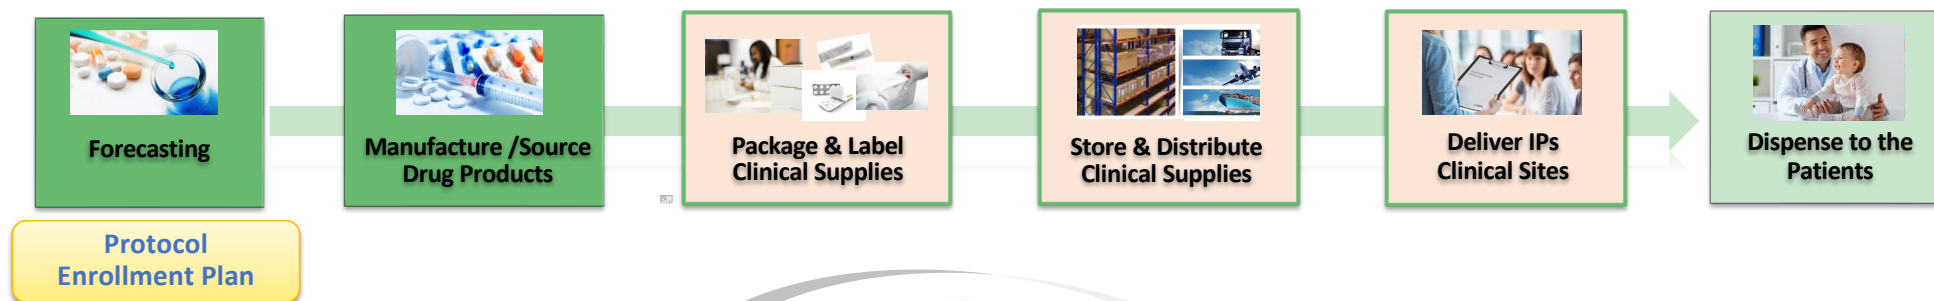 Forecasting
Manufacture /Source
Drug Products
Package & Label
Clinical Supplies
Store & Distribute
Clinical Supplies
Deliver IPs
Clinical Sites
Dispense to the
Patients
Protocol
Enrollment Plan